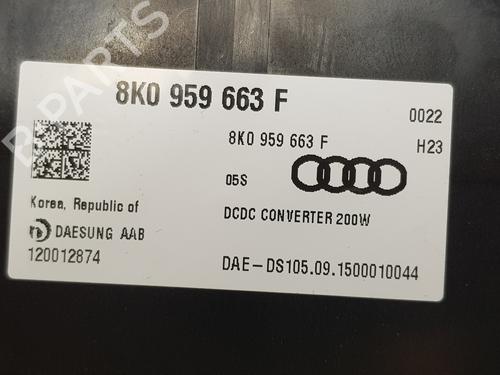 8K0 959 663 F
0022
8K0 959 663 F
H23
05S
Korea, Republic of
DCDC CONVERTER 200W
DAESUNG AAB
120012874
DAE-DS105.09.1500010044
B PARTS